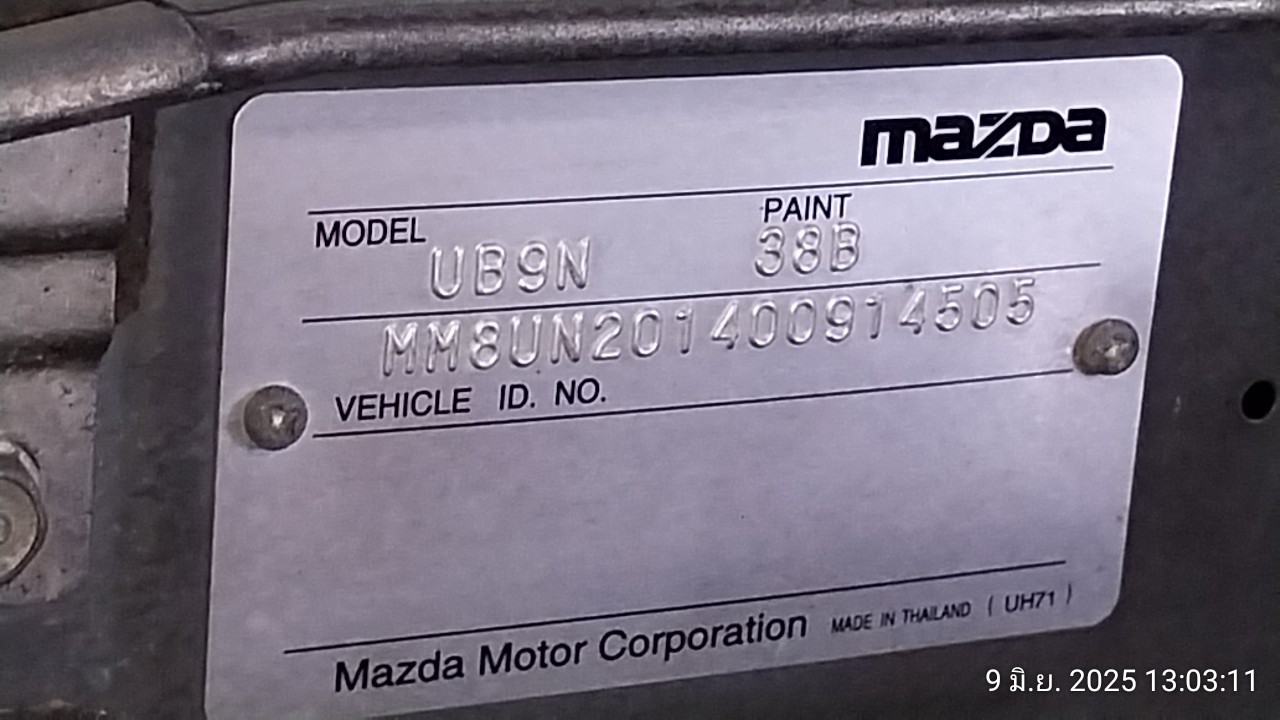 mazda
MODEL PAINT
UB9N 38B
MM8UN201400914505
VEHICLE ID. NO.
Mazda Motor Corporation MADE IN THAILAND ( UH71 )
9 มิ.ย. 2025 13:03:11